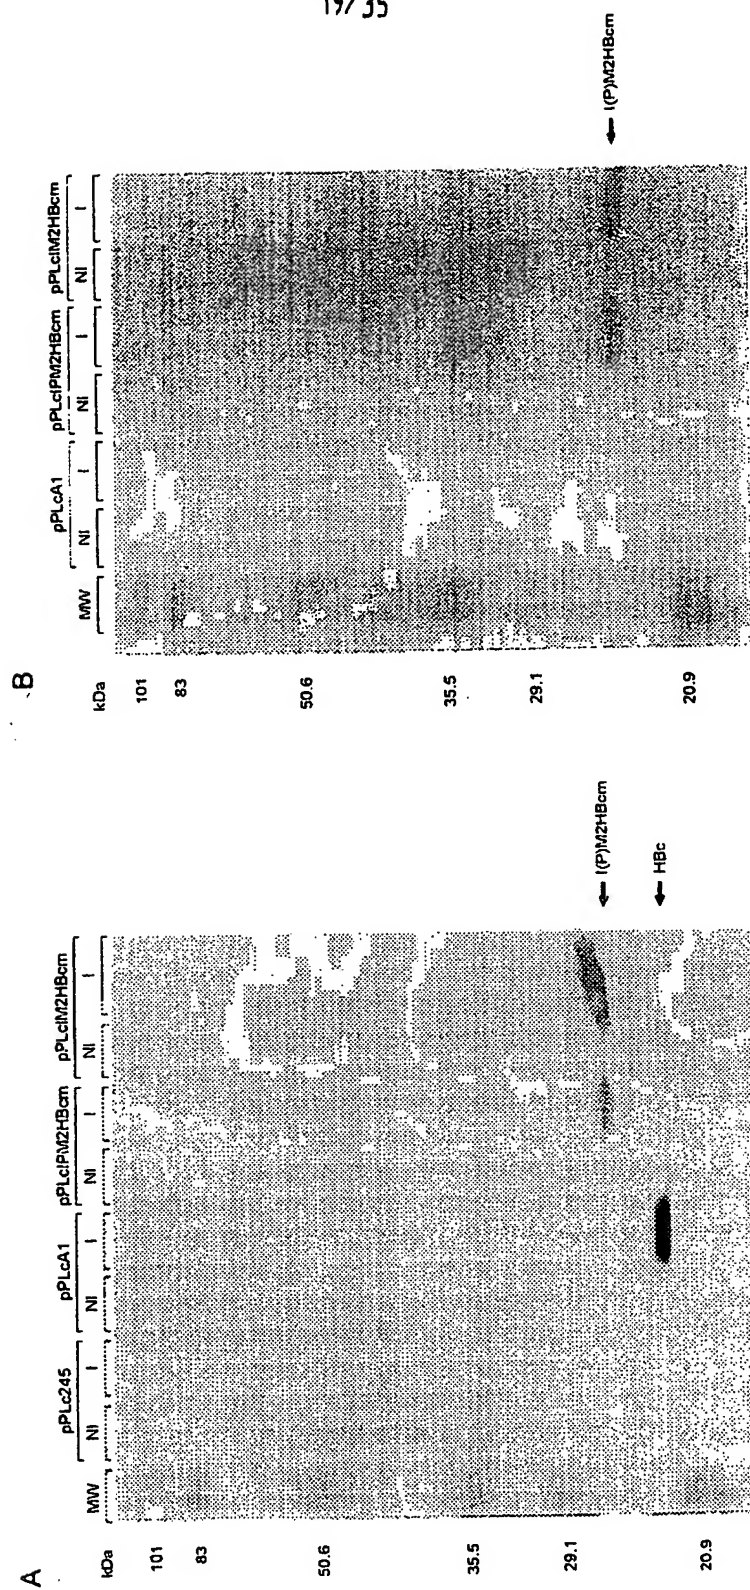 19/35
A
pPLc245 pPLcA1 pPLcIPM2HBcm pPLcIM2HBcm
MW NI I NI I NI I NI I
kDa
101
83
50.6
35.5
29.1
20.9
I(P)M2HBcm
HBc
B
pPLcA1 pPLcIPM2HBcm pPLcIM2HBcm
MW NI I NI I NI I
kDa
101
83
50.6
35.5
29.1
20.9
I(P)M2HBcm